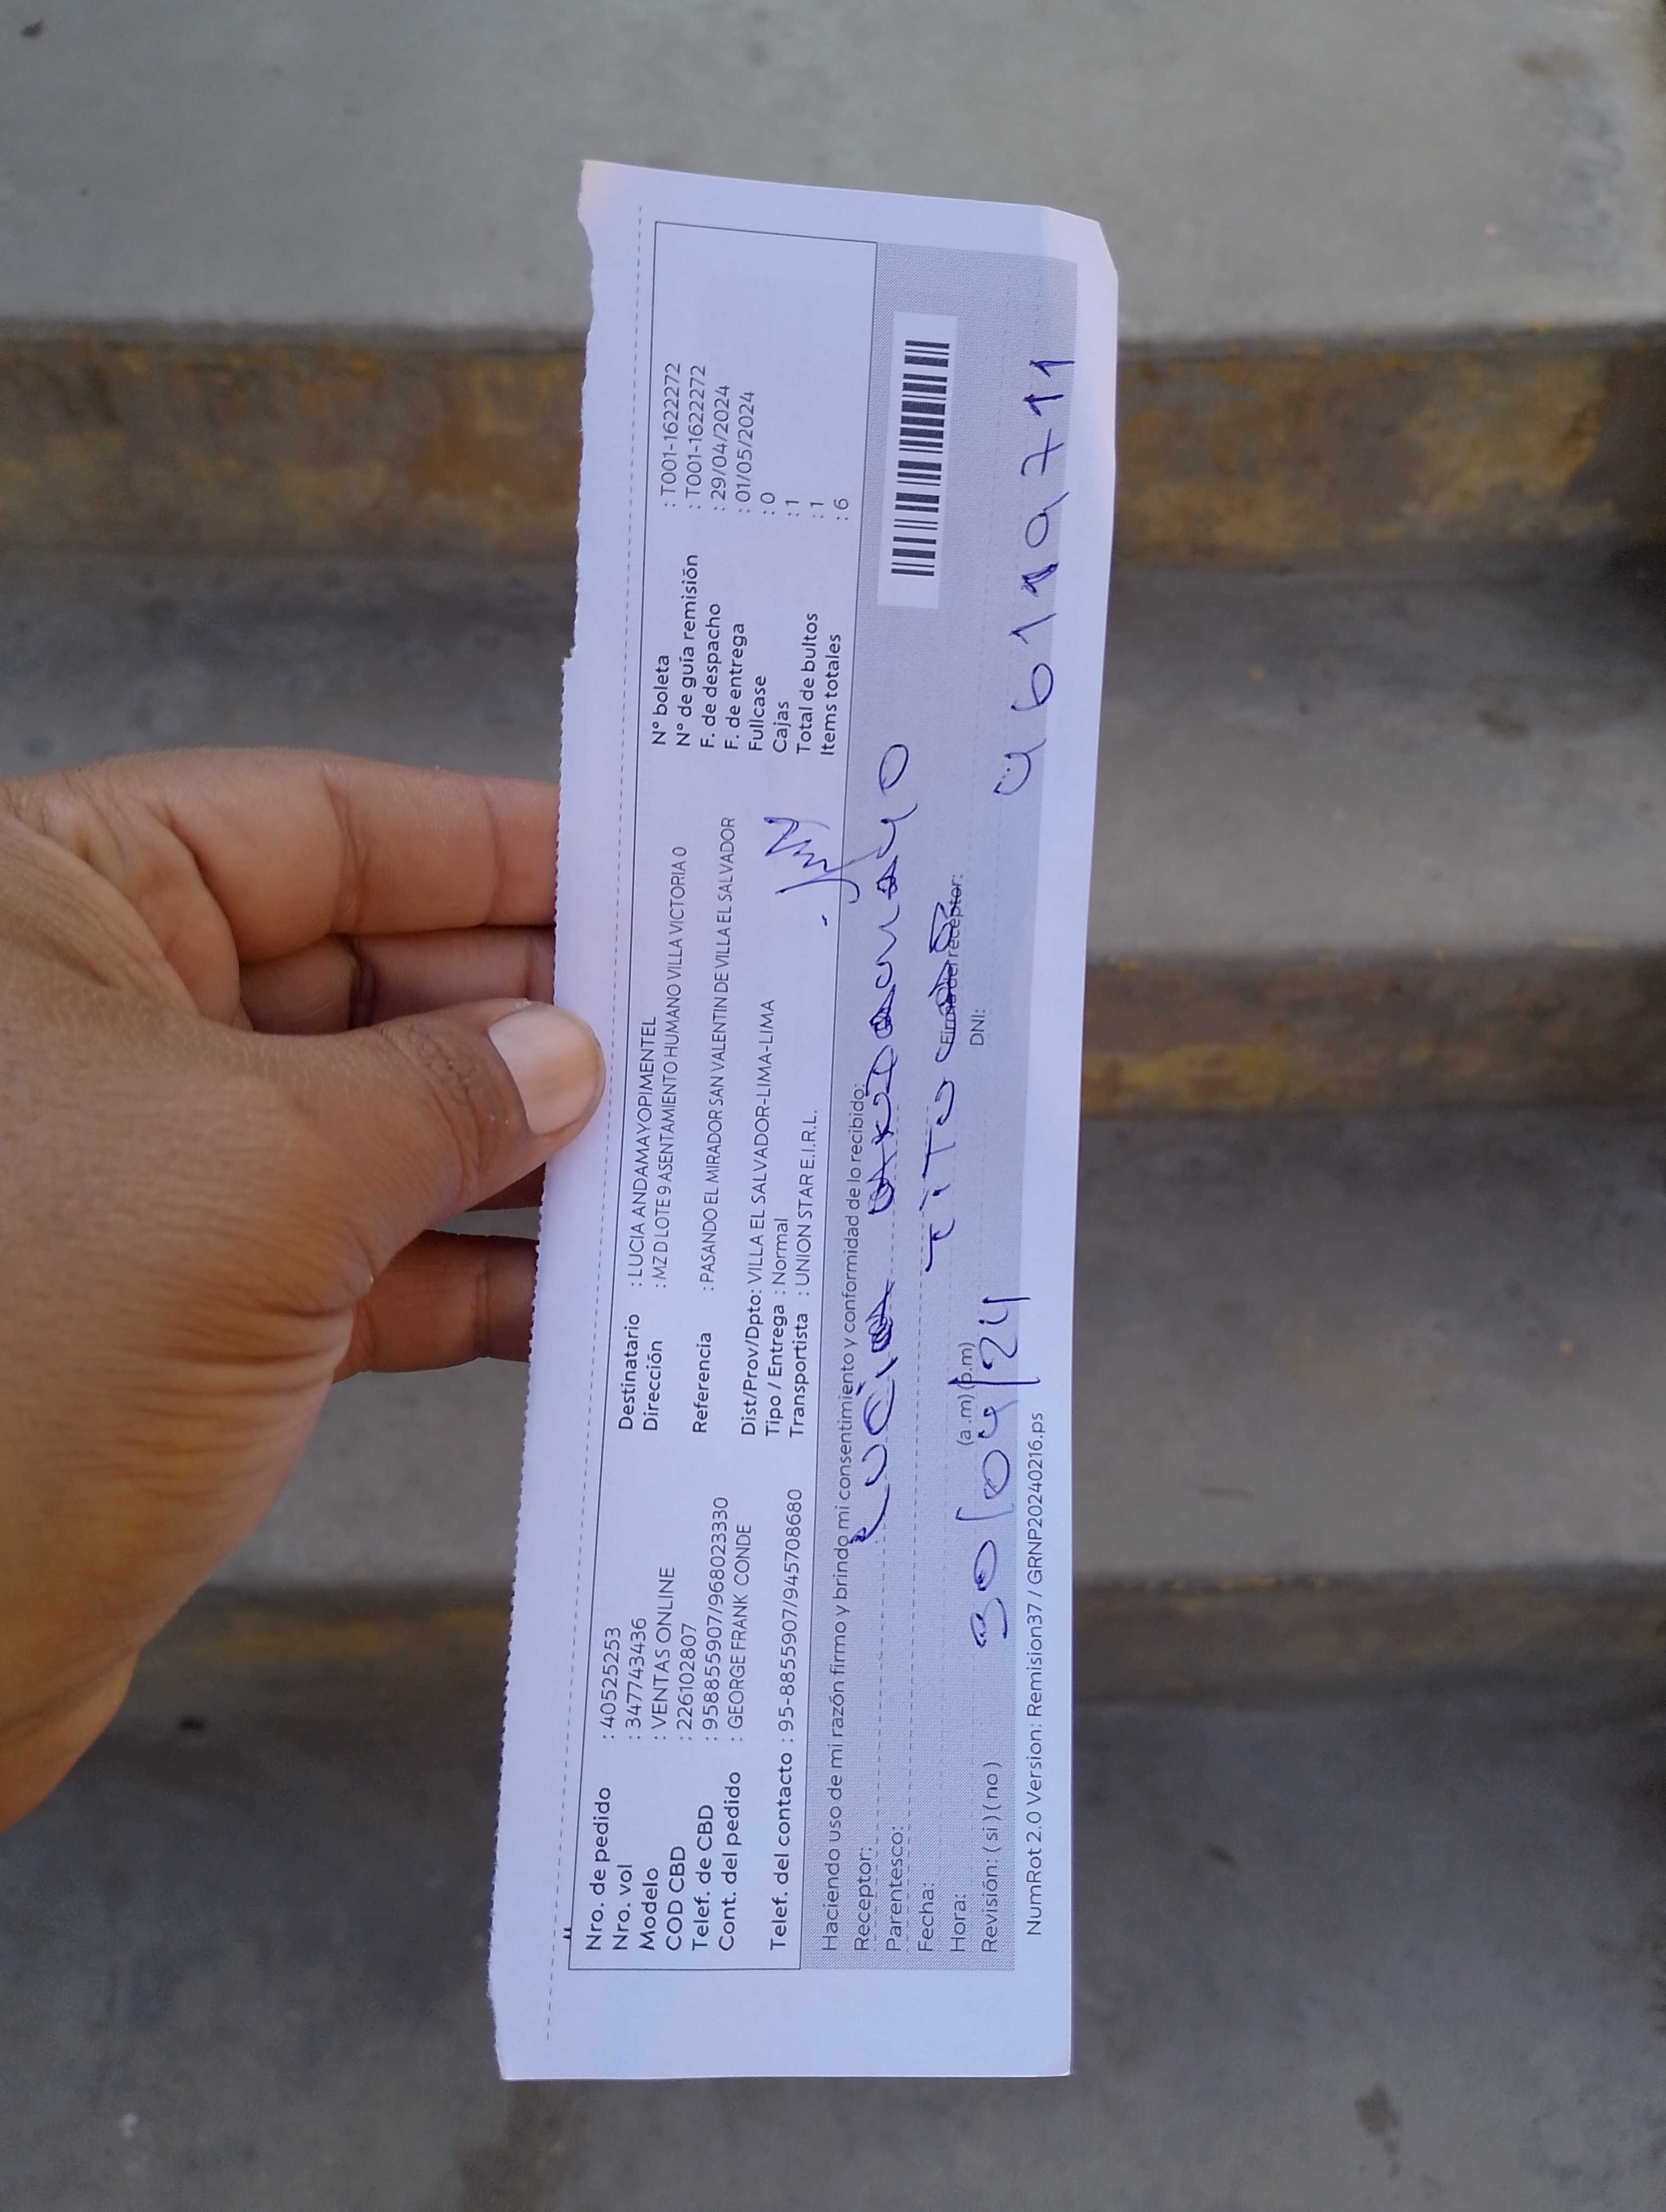 Nro. de pedido : 40525253
Nro. vol : 347743436
Modelo : VENTAS ONLINE
COD CBD : 226102807
Telef. de CBD : 958855907/968023330
Cont. del pedido : GEORGE FRANK CONDE
Telef. del contacto : 95-8855907/945708680
Destinatario : LUCIA ANDAMAYOPIMENTEL
Dirección : MZ D LOTE 9 ASENTAMIENTO HUMANO VILLA VICTORIA 0
Referencia : PASANDO EL MIRADOR SAN VALENTIN DE VILLA EL SALVADOR
Dist/Prov/Dpto: VILLA EL SALVADOR-LIMA-LIMA
Tipo / Entrega : Normal
Transportista : UNION STAR E.I.R.L.
N° boleta : T001-1622272
N° de guía remisión : T001-1622272
F. de despacho : 29/04/2024
F. de entrega : 01/05/2024
Fullcase : 0
Cajas : 1
Total de bultos : 1
Items totales : 6
Haciendo uso de mi razón firmo y brindo mi consentimiento y conformidad de lo recibido:
Receptor: Lucia
Parentesco: TiTu
Fecha: 30/04/24
Hora: (a .m) (p.m)
Revisión: ( si ) ( no )
Firma del receptor:
DNI:
NumRot 2.0 Version: Remision37 / GRNP20240216.ps